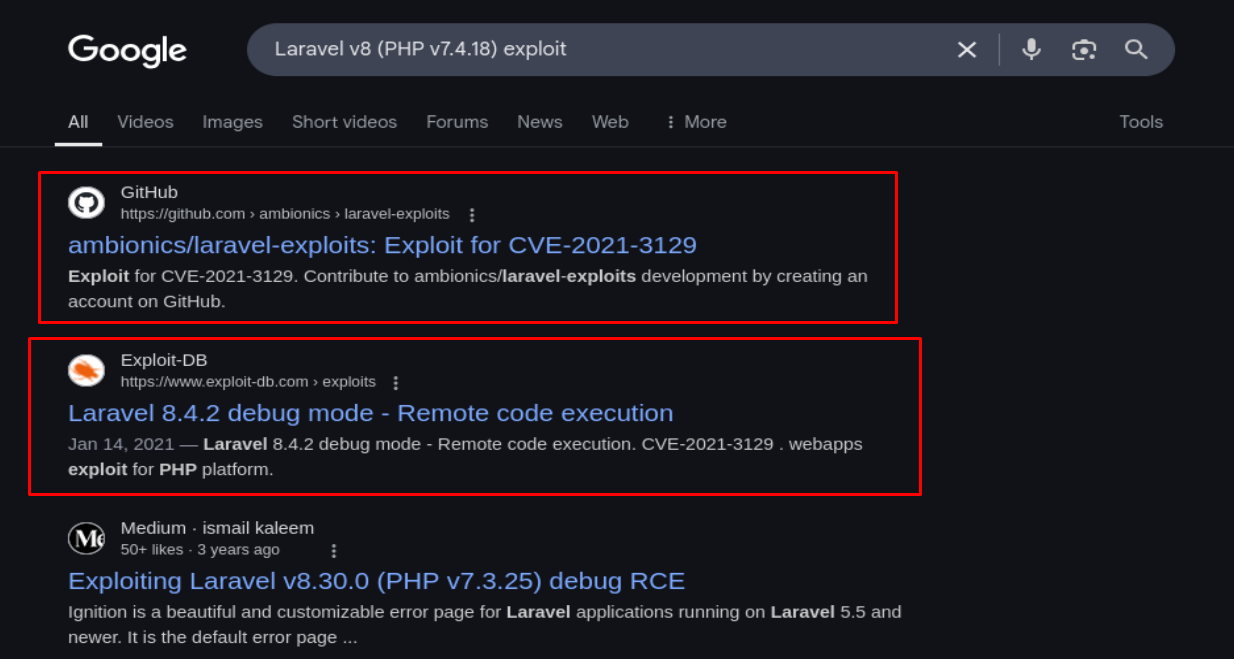 Google
Laravel v8 (PHP v7.4.18) exploit
All Videos Images Short videos Forums News Web More Tools
GitHub
https://github.com › ambionics › laravel-exploits
ambionics/laravel-exploits: Exploit for CVE-2021-3129
Exploit for CVE-2021-3129. Contribute to ambionics/laravel-exploits development by creating an
account on GitHub.
Exploit-DB
https://www.exploit-db.com › exploits
Laravel 8.4.2 debug mode - Remote code execution
Jan 14, 2021 — Laravel 8.4.2 debug mode - Remote code execution. CVE-2021-3129 . webapps
exploit for PHP platform.
Me
Medium · ismail kaleem
50+ likes · 3 years ago
Exploiting Laravel v8.30.0 (PHP v7.3.25) debug RCE
Ignition is a beautiful and customizable error page for Laravel applications running on Laravel 5.5 and
newer. It is the default error page ...